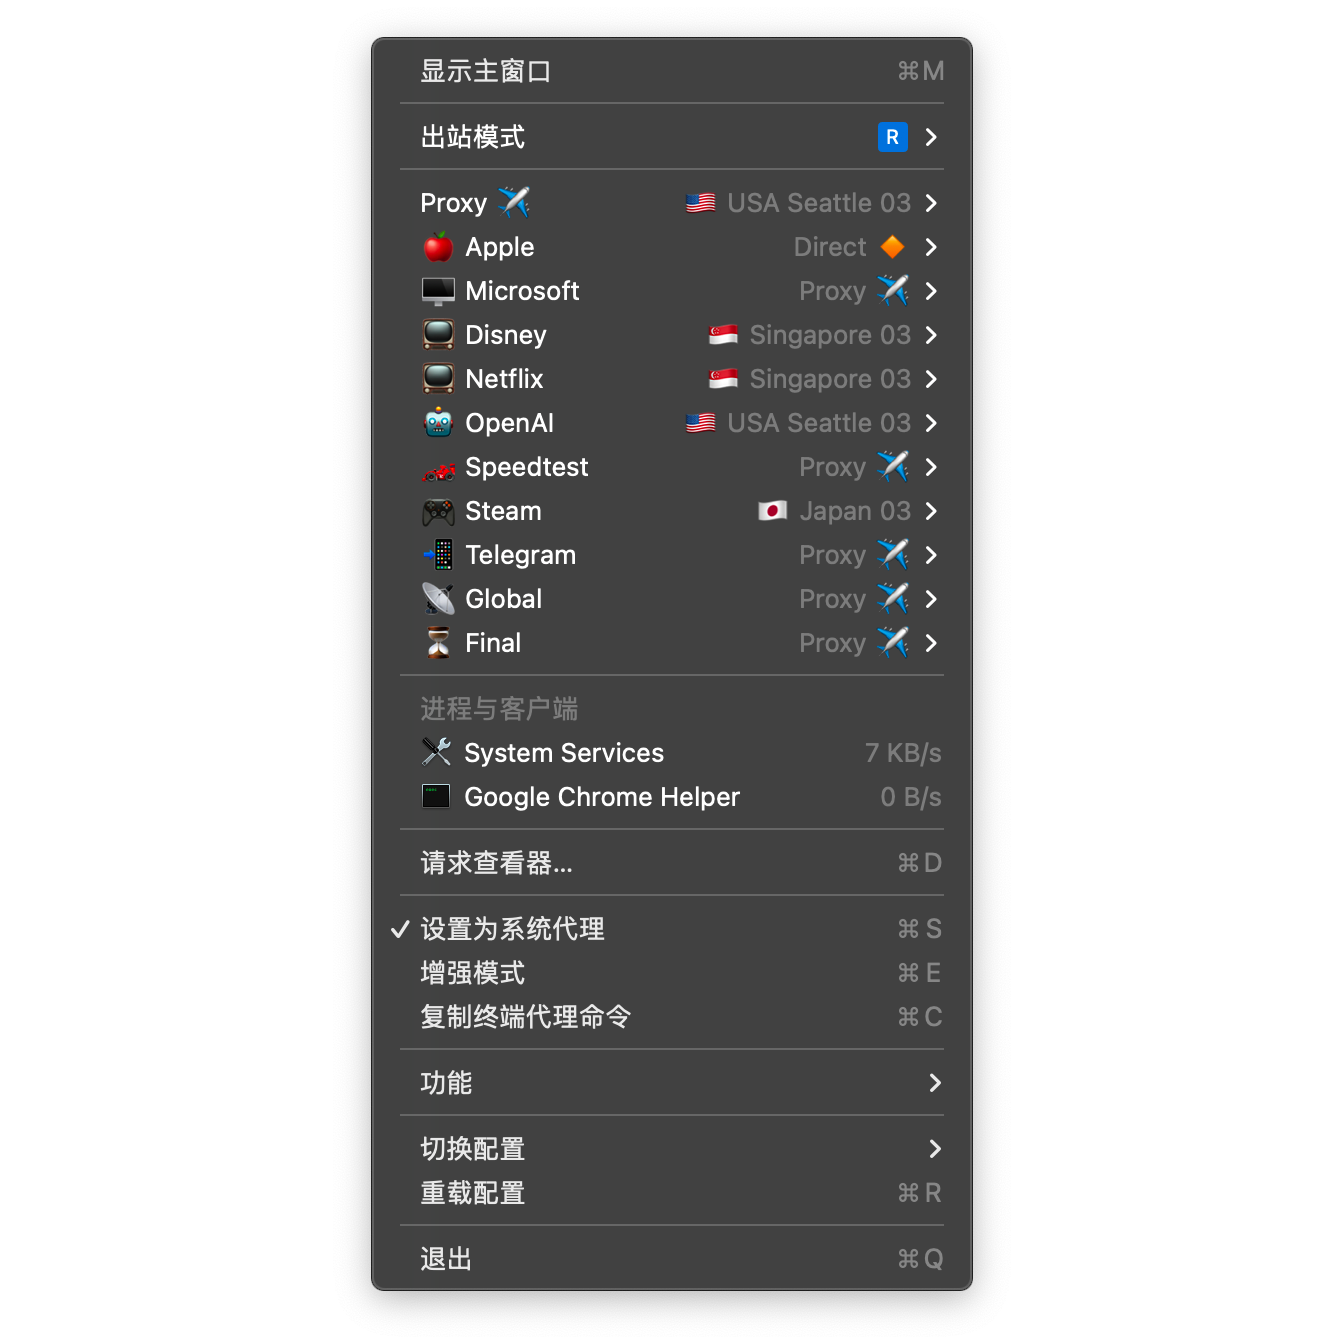 显示主窗口 ⌘M
出站模式 R
Proxy ✈️ 🇺🇸 USA Seattle 03
🍎 Apple Direct 🔶
🖥️ Microsoft Proxy ✈️
📺 Disney 🇸🇬 Singapore 03
📺 Netflix 🇸🇬 Singapore 03
🤖 OpenAI 🇺🇸 USA Seattle 03
🏎️ Speedtest Proxy ✈️
🎮 Steam 🇯🇵 Japan 03
📲 Telegram Proxy ✈️
📡 Global Proxy ✈️
⏳ Final Proxy ✈️
进程与客户端
System Services 7 KB/s
Google Chrome Helper 0 B/s
请求查看器... ⌘D
✓ 设置为系统代理 ⌘S
增强模式 ⌘E
复制终端代理命令 ⌘C
功能
切换配置
重载配置 ⌘R
退出 ⌘Q